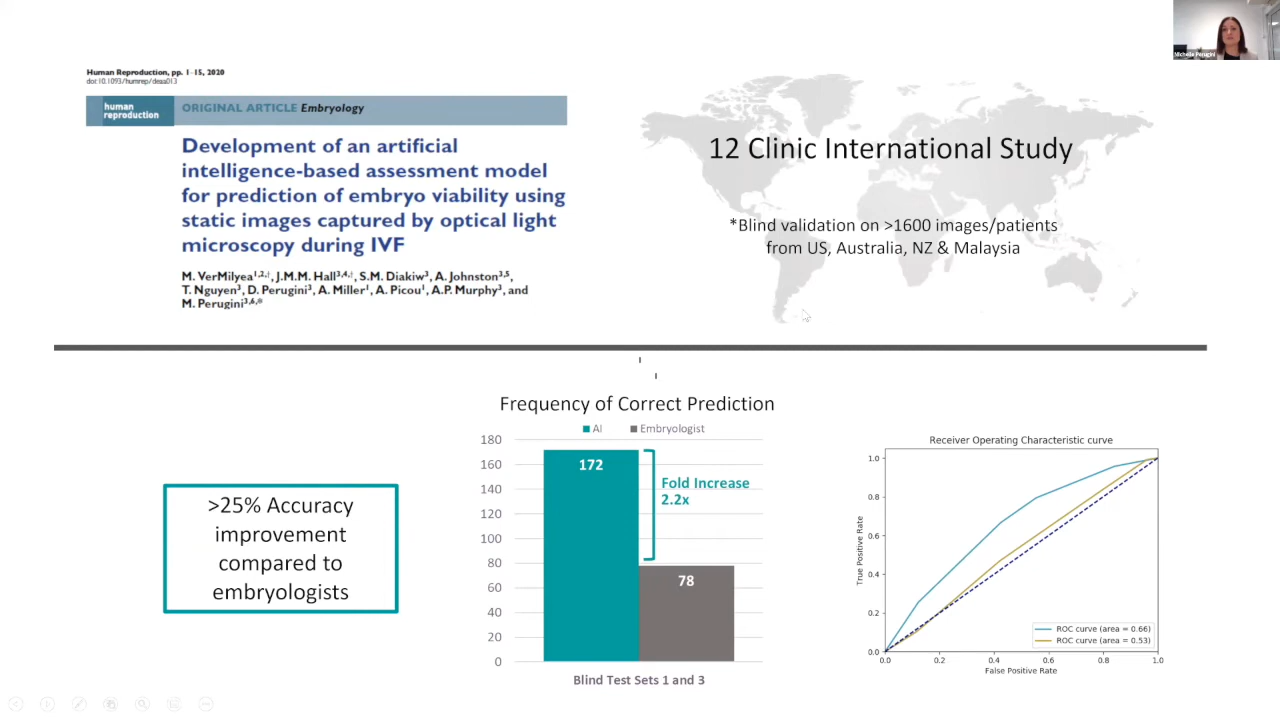 Michelle Perugini
Human Reproduction, pp. 1–15, 2020
doi:10.1093/humrep/deaa013
human
reproduction
ORIGINAL ARTICLE Embryology
Development of an artificial
intelligence-based assessment model
for prediction of embryo viability using
static images captured by optical light
microscopy during IVF
M. VerMilyea1,2,†, J.M.M. Hall3,4,†, S.M. Diakiw3, A. Johnston3,5,
T. Nguyen3, D. Perugini3, A. Miller1, A. Picou1, A.P. Murphy3, and
M. Perugini3,6,*
12 Clinic International Study
*Blind validation on >1600 images/patients
from US, Australia, NZ & Malaysia
>25% Accuracy
improvement
compared to
embryologists
Frequency of Correct Prediction
AI Embryologist
180
160
140
120
100
80
60
40
20
0
172
78
Fold Increase
2.2x
Blind Test Sets 1 and 3
Receiver Operating Characteristic curve
True Positive Rate
1.0
0.8
0.6
0.4
0.2
0.0
0.0 0.2 0.4 0.6 0.8 1.0
False Positive Rate
ROC curve (area = 0.66)
ROC curve (area = 0.53)